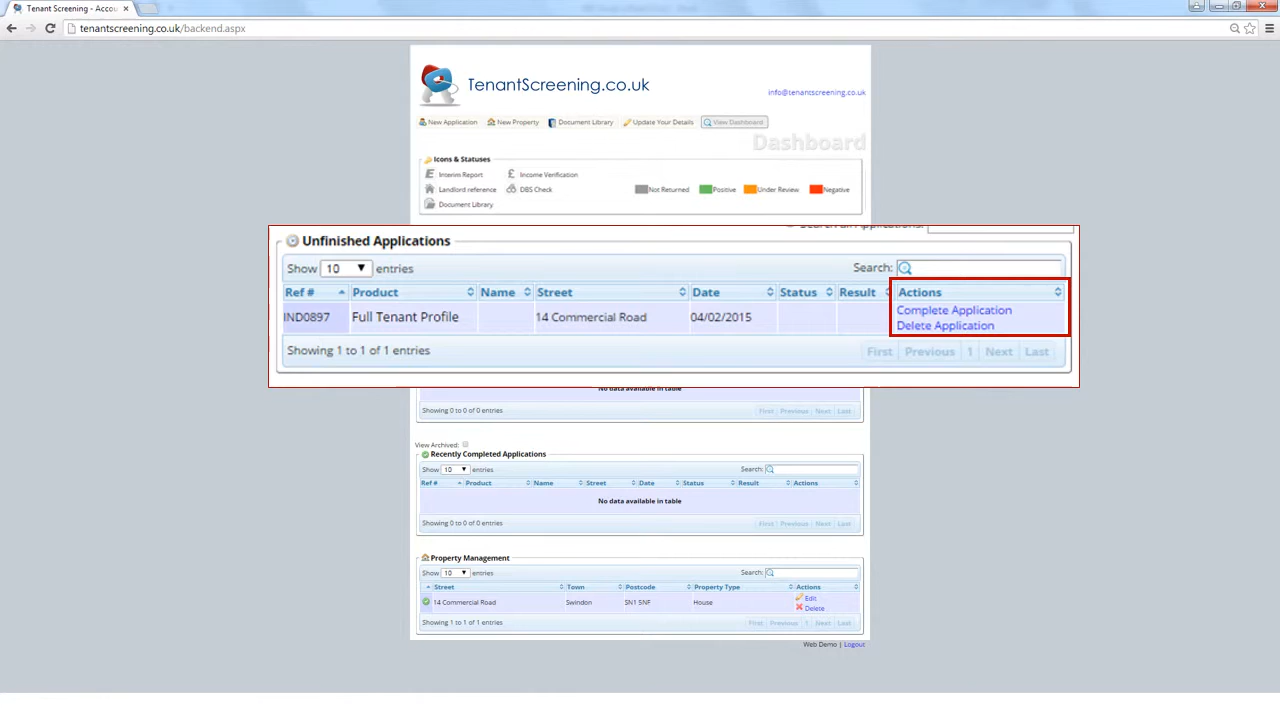 Tenant Screening - Accou
tenantscreening.co.uk/backend.aspx
TenantScreening.co.uk
info@tenantscreening.co.uk
New Application New Property Document Library Update Your Details View Dashboard
Dashboard
Icons & Statuses
Interim Report £ Income Verification
Landlord reference DBS Check Not Returned Positive Under Review Negative
Document Library
Unfinished Applications
Show 10 entries Search:
Ref # Product Name Street Date Status Result Actions
IND0897 Full Tenant Profile 14 Commercial Road 04/02/2015 Complete Application
Delete Application
Showing 1 to 1 of 1 entries First Previous 1 Next Last
No data available in table
Showing 0 to 0 of 0 entries First Previous Next Last
View Archived:
Recently Completed Applications
Show 10 entries Search:
Ref # Product Name Street Date Status Result Actions
No data available in table
Showing 0 to 0 of 0 entries First Previous Next Last
Property Management
Show 10 entries Search:
Street Town Postcode Property Type Actions
14 Commercial Road Swindon SN1 5NF House Edit
Delete
Showing 1 to 1 of 1 entries First Previous 1 Next Last
Web Demo | Logout